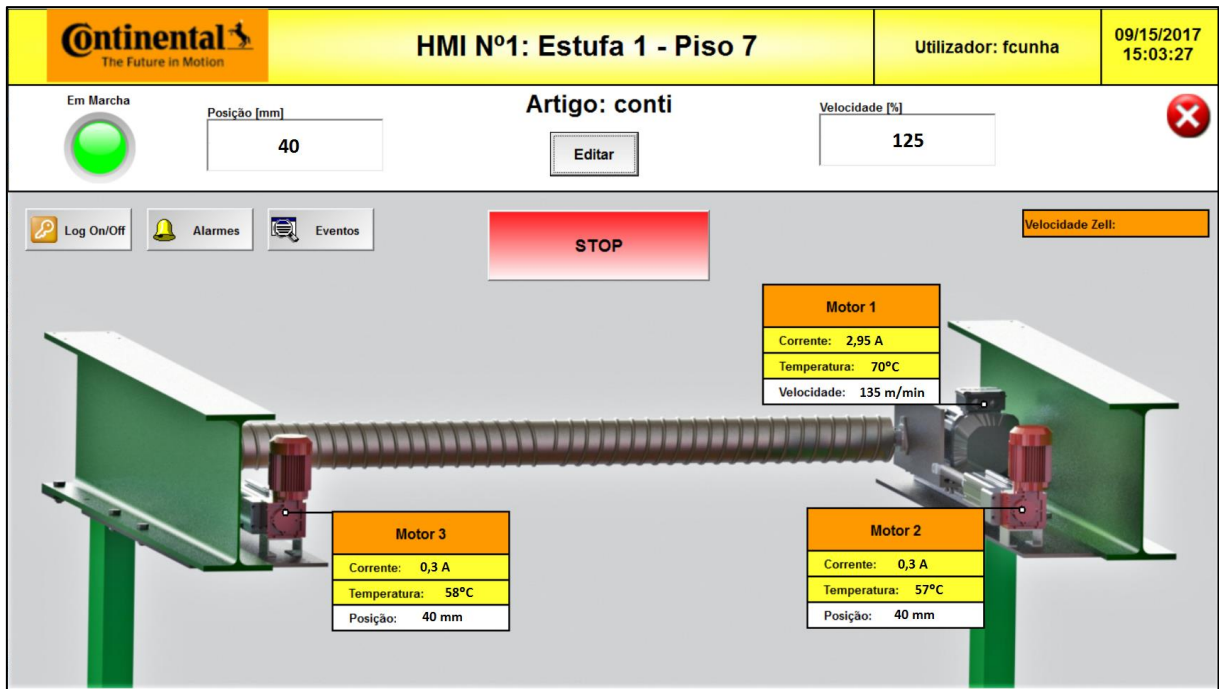 Continental
The Future in Motion
HMI Nº1: Estufa 1 - Piso 7
Utilizador: fcunha
09/15/2017
15:03:27
Em Marcha
Posição [mm]
40
Artigo: conti
Editar
Velocidade [%]
125
Log On/Off
Alarmes
Eventos
STOP
Velocidade Zell:
Motor 1
Corrente: 2,95 A
Temperatura: 70ºC
Velocidade: 135 m/min
Motor 3
Corrente: 0,3 A
Temperatura: 58ºC
Posição: 40 mm
Motor 2
Corrente: 0,3 A
Temperatura: 57ºC
Posição: 40 mm